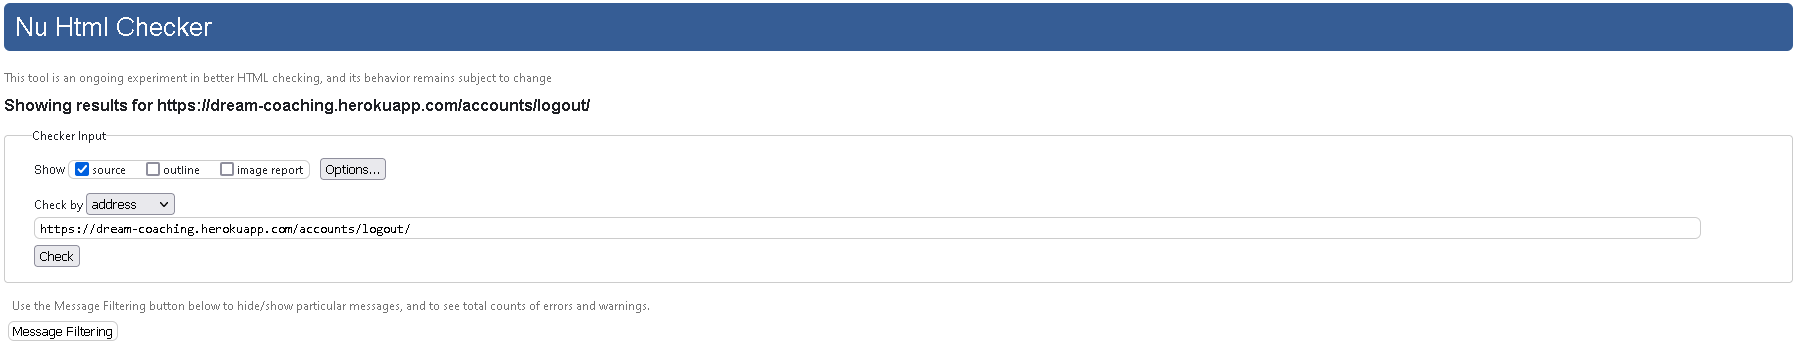 Nu Html Checker
This tool is an ongoing experiment in better HTML checking, and its behavior remains subject to change
Showing results for https://dream-coaching.herokuapp.com/accounts/logout/
Checker Input
Show source outline image report Options...
Check by address
https://dream-coaching.herokuapp.com/accounts/logout/
Check
Use the Message Filtering button below to hide/show particular messages, and to see total counts of errors and warnings.
Message Filtering